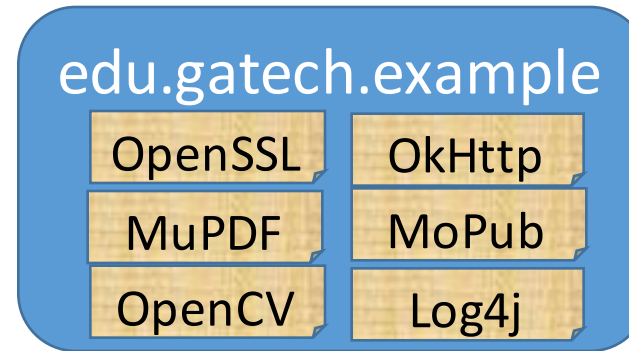 edu.gatech.example
OpenSSL OkHttp
MuPDF MoPub
OpenCV Log4j